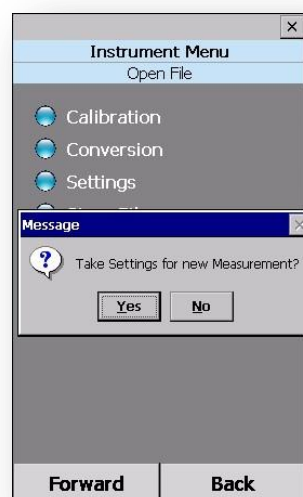 Instrument Menu
Open File
Calibration
Conversion
Settings
Message
Take Settings for new Measurement?
Yes No
Forward Back